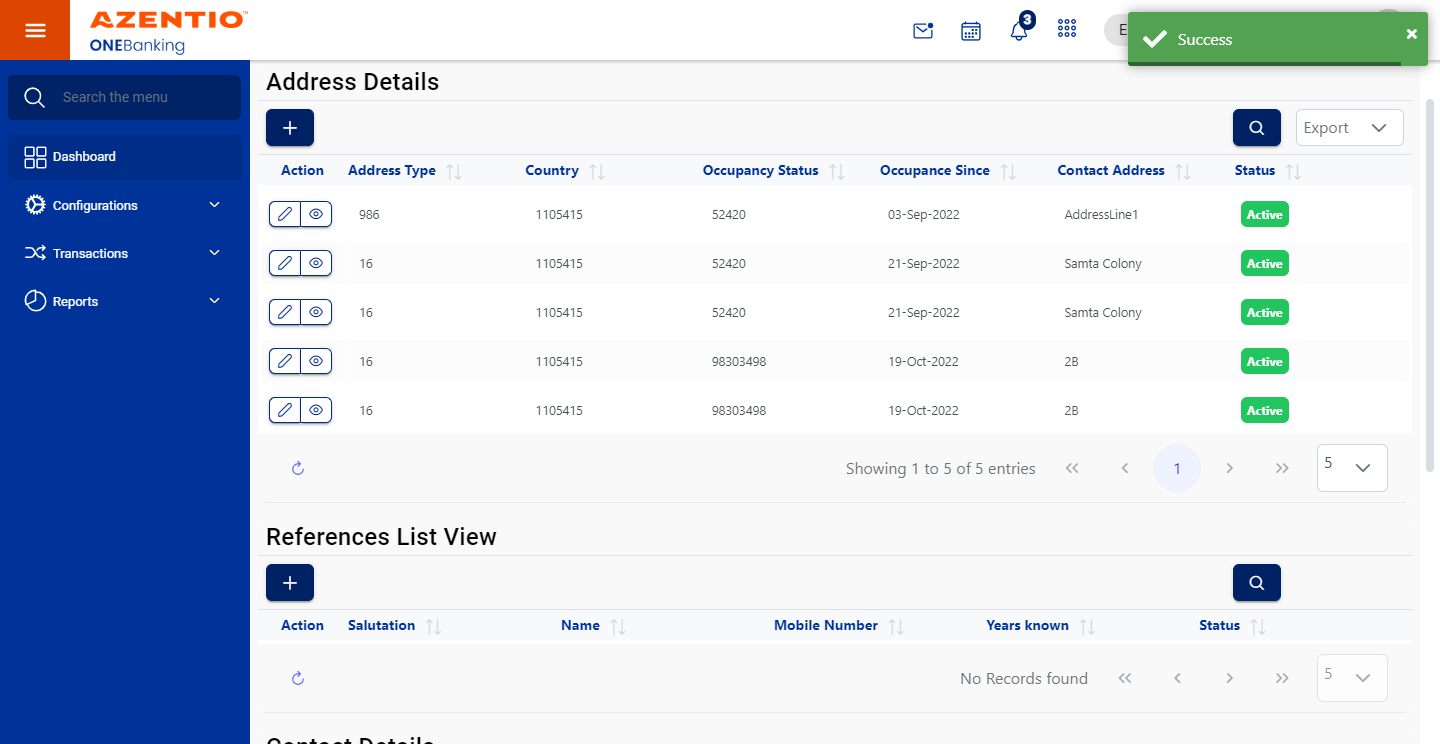 AZENTIO™
ONEBanking
3
E
Success
Search the menu
Dashboard
Configurations
Transactions
Reports
Address Details
Export
Action Address Type Country Occupancy Status Occupance Since Contact Address Status
986 1105415 52420 03-Sep-2022 AddressLine1 Active
16 1105415 52420 21-Sep-2022 Samta Colony Active
16 1105415 52420 21-Sep-2022 Samta Colony Active
16 1105415 98303498 19-Oct-2022 2B Active
16 1105415 98303498 19-Oct-2022 2B Active
Showing 1 to 5 of 5 entries 1 5
References List View
Action Salutation Name Mobile Number Years known Status
No Records found 5
Contact Details